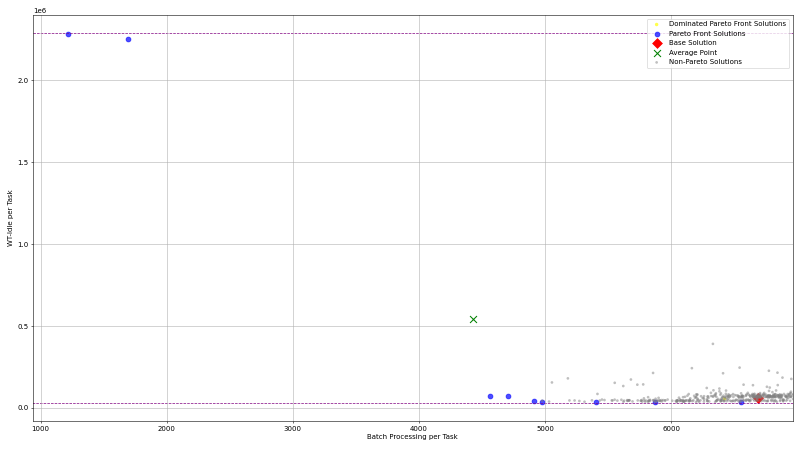 1e6
Dominated Pareto Front Solutions
Pareto Front Solutions
Base Solution
Average Point
Non-Pareto Solutions
2.0
1.5
1.0
0.5
0.0
WT-Idle per Task
1000 2000 3000 4000 5000 6000
Batch Processing per Task